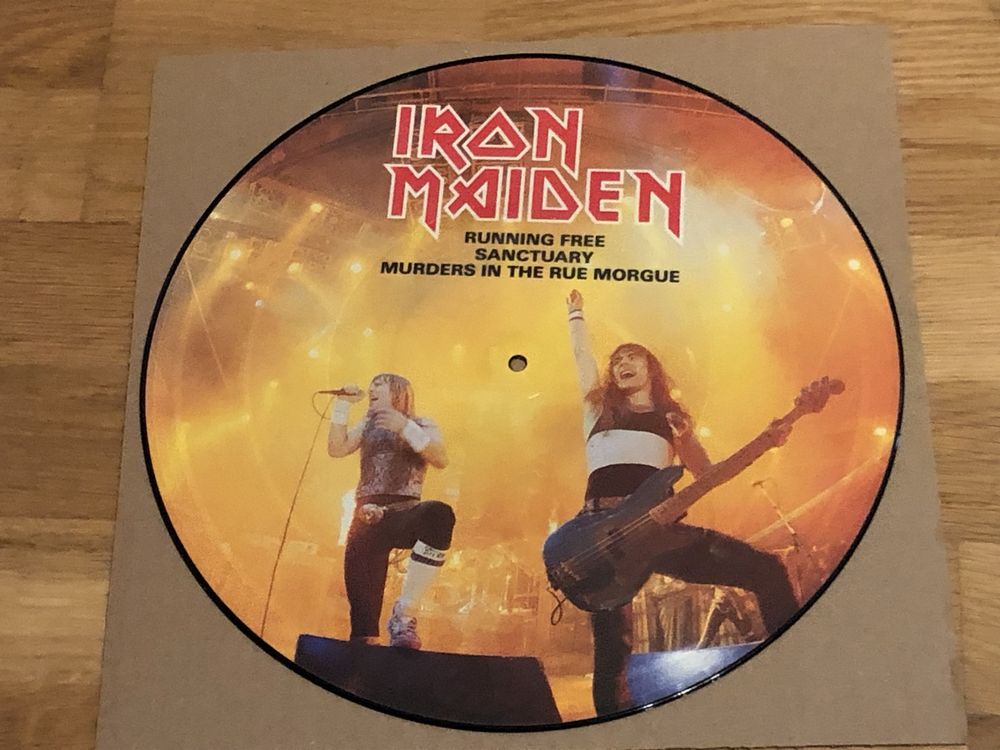 IRON
MAIDEN
RUNNING FREE
SANCTUARY
MURDERS IN THE RUE MORGUE